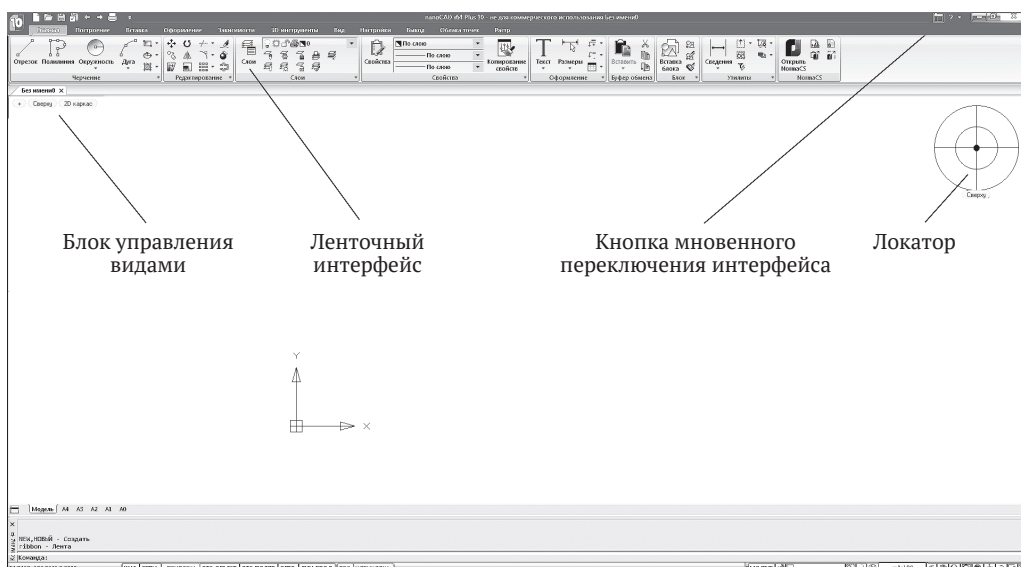 nanoCAD x64 Plus 10 - не для коммерческого использования Без имени0
Главная Построение Вставка Оформление Зависимости 3D инструменты Вид Настройки Вывод Облака точек Растр
Отрезок Полилиния Окружность Дуга
Слои
По слою
По слою
По слою
Свойства
Копирование свойств
Текст Размеры
Вставить
Вставка блока
Сведения
Открыть NormaCS
Черчение Редактирование Слои Свойства Оформление Буфер обмена Блок Утилиты NormaCS
Без имени0 ×
+ Сверху 2D каркас
Сверху
Блок управления
видами
Ленточный
интерфейс
Кнопка мновенного
переключения интерфейса
Локатор
Y
X
Модель A4 A3 A2 A1 A0
NEW,НОВЫЙ - Создать
ribbon - Лента
Команда: